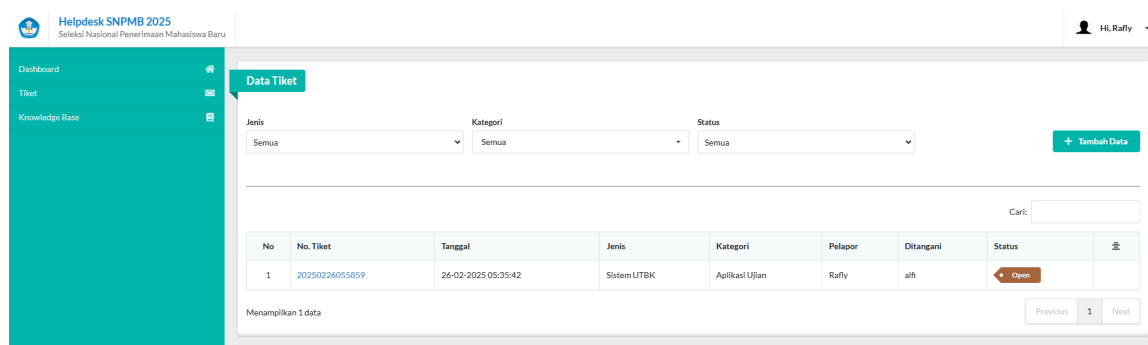 Helpdesk SNPMB 2025
Seleksi Nasional Penerimaan Mahasiswa Baru
Hi, Rafly
Dashboard
Tiket
Knowledge Base
Data Tiket
Jenis Kategori Status
Semua Semua Semua
+ Tambah Data
Cari:
No No. Tiket Tanggal Jenis Kategori Pelapor Ditangani Status
1 20250226055859 26-02-2025 05:35:42 Sistem UTBK Aplikasi Ujian Rafly alfi Open
Menampilkan 1 data
Previous 1 Next